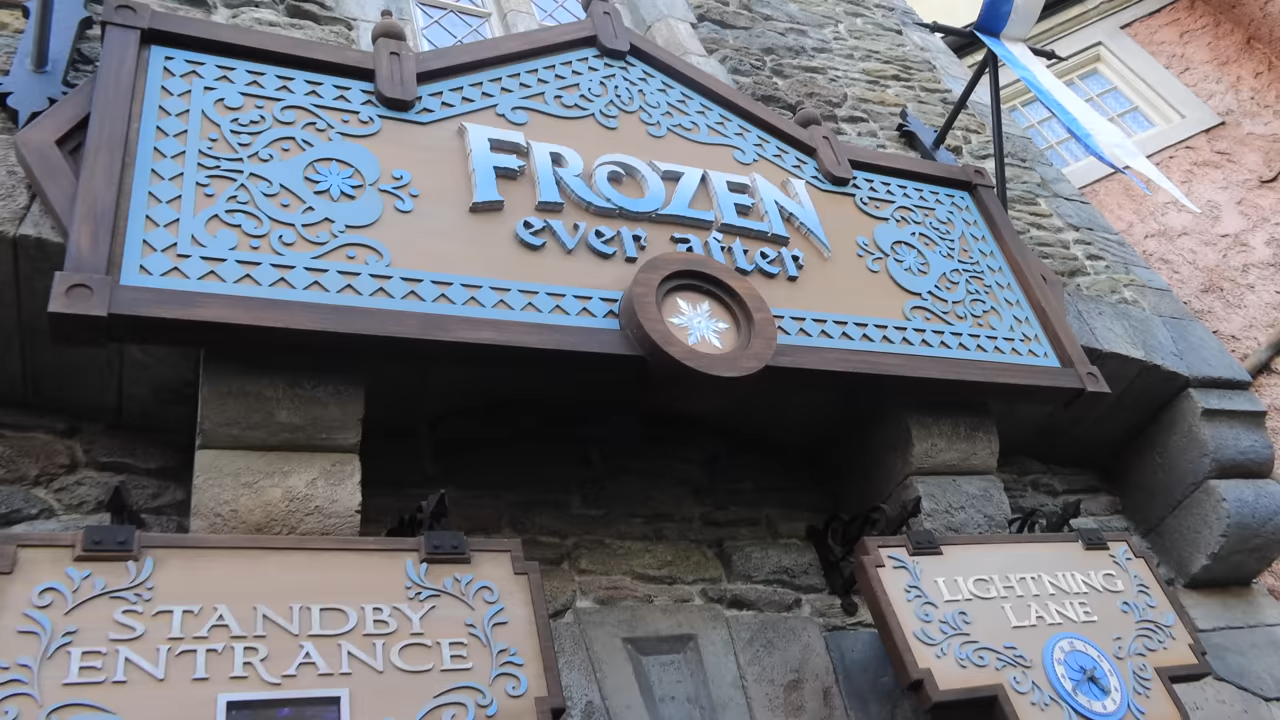 FROZEN
ever after
STANDBY
ENTRANCE
LIGHTNING
LANE